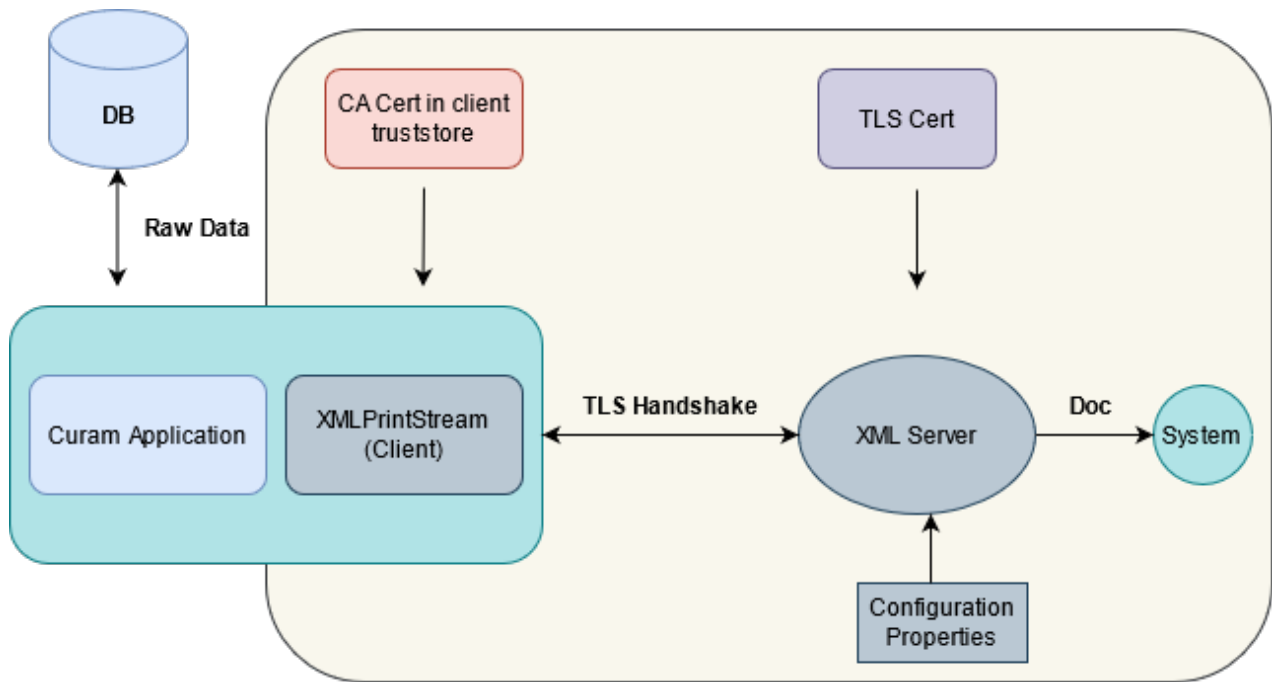 DB
CA Cert in client
truststore
TLS Cert
Raw Data
Curam Application
XMLPrintStream
(Client)
TLS Handshake
XML Server
Doc
System
Configuration
Properties